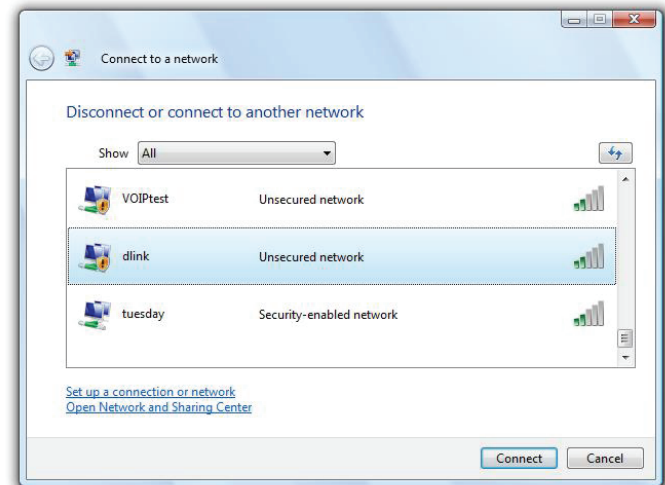 Connect to a network
Disconnect or connect to another network
Show All
VOIPtest Unsecured network
dlink Unsecured network
tuesday Security-enabled network
Set up a connection or network
Open Network and Sharing Center
Connect Cancel